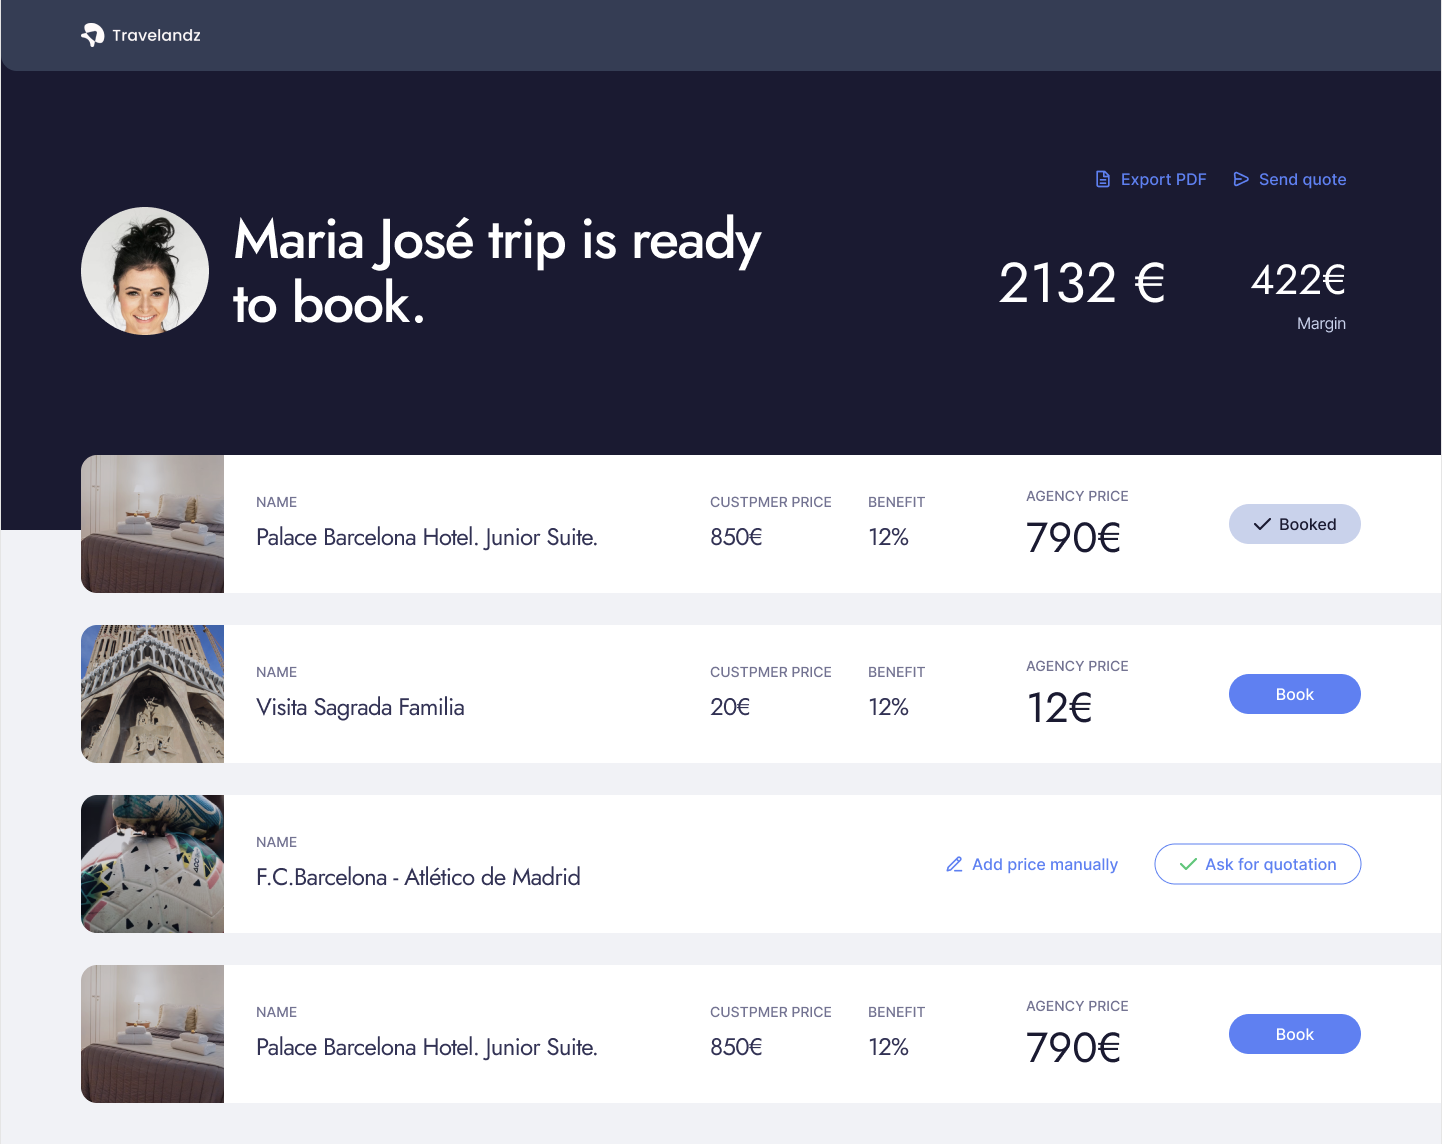 Travelandz
Export PDF
Send quote
Maria José trip is ready
to book.
2132 €
422€
Margin
NAME
CUSTPMER PRICE
BENEFIT
AGENCY PRICE
Palace Barcelona Hotel. Junior Suite.
850€
12%
790€
Booked
NAME
CUSTPMER PRICE
BENEFIT
AGENCY PRICE
Visita Sagrada Familia
20€
12%
12€
Book
NAME
F.C.Barcelona - Atlético de Madrid
Add price manually
Ask for quotation
NAME
CUSTPMER PRICE
BENEFIT
AGENCY PRICE
Palace Barcelona Hotel. Junior Suite.
850€
12%
790€
Book